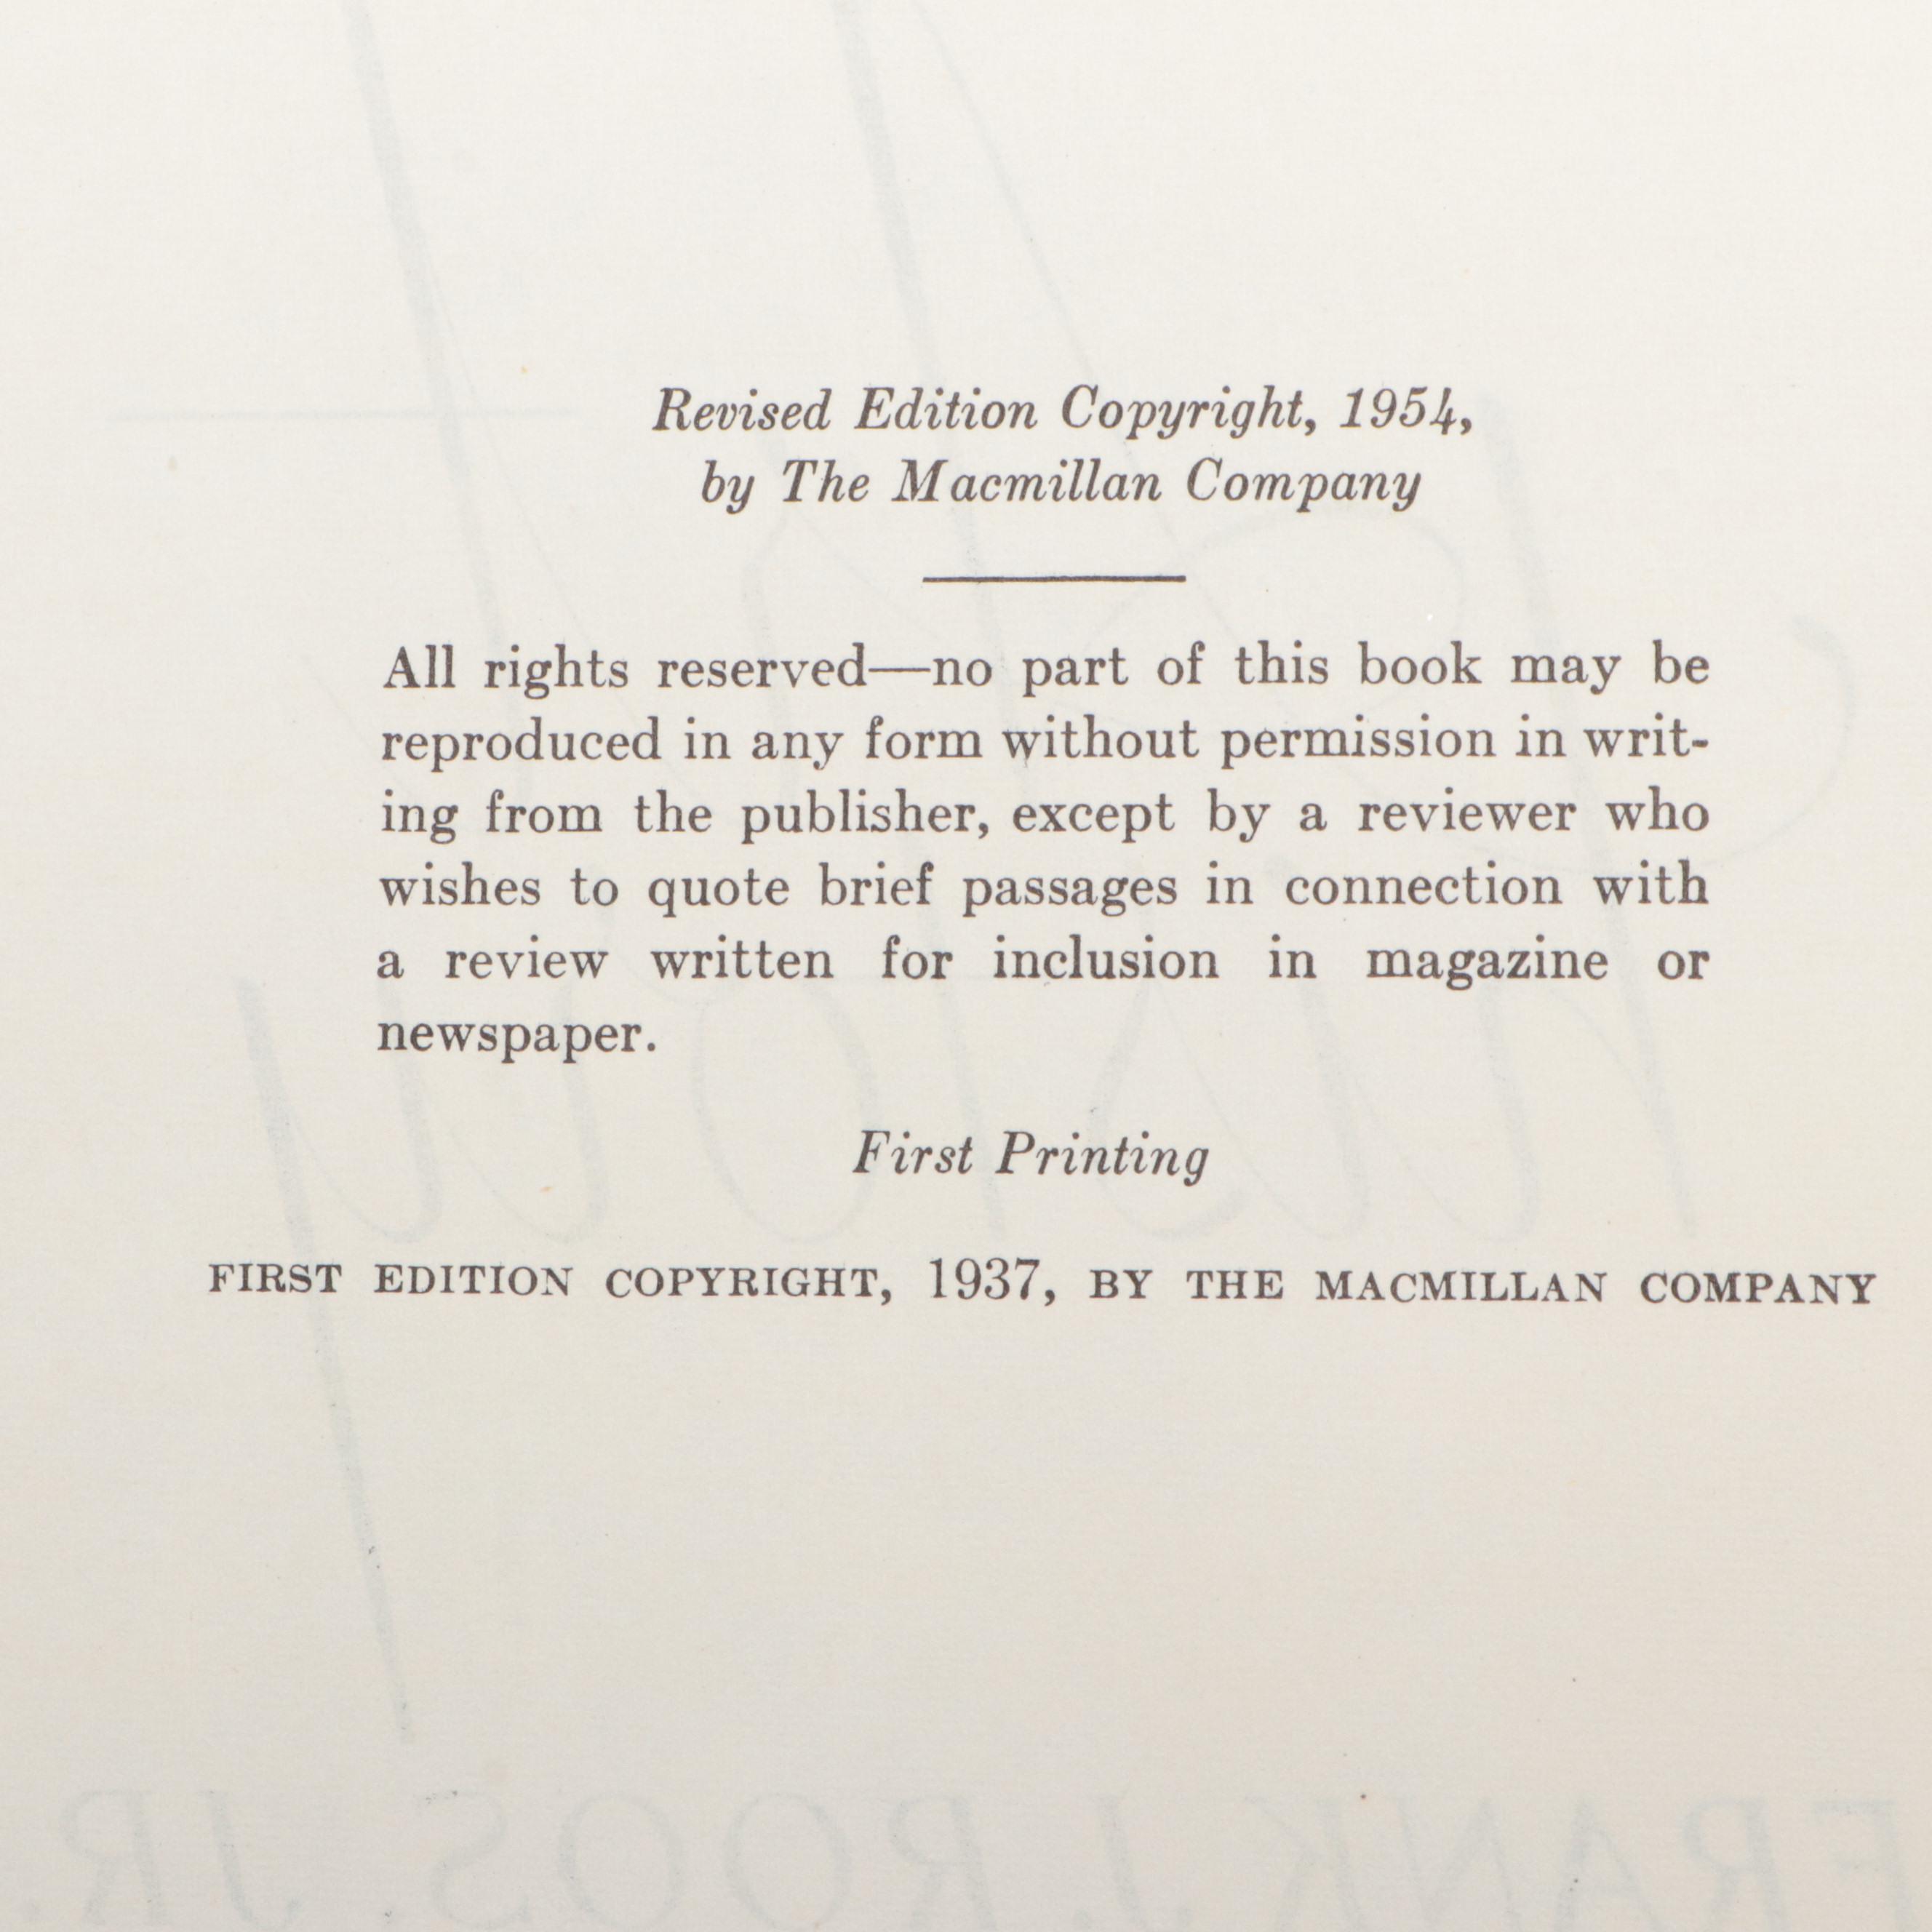 Revised Edition Copyright, 1954,
by The Macmillan Company
All rights reserved—no part of this book may be
reproduced in any form without permission in writ-
ing from the publisher, except by a reviewer who
wishes to quote brief passages in connection with
a review written for inclusion in magazine or
newspaper.
First Printing
FIRST EDITION COPYRIGHT, 1937, BY THE MACMILLAN COMPANY
FRANK J. ROOS, JR.